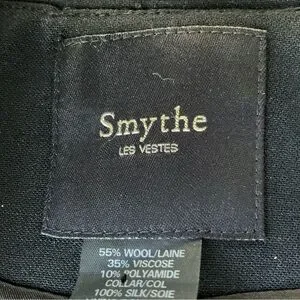 Smythe
LES VESTES
55% WOOL/LAINE
35% VISCOSE
10% POLYAMIDE
COLLAR/COL
100% SILK/SOIE